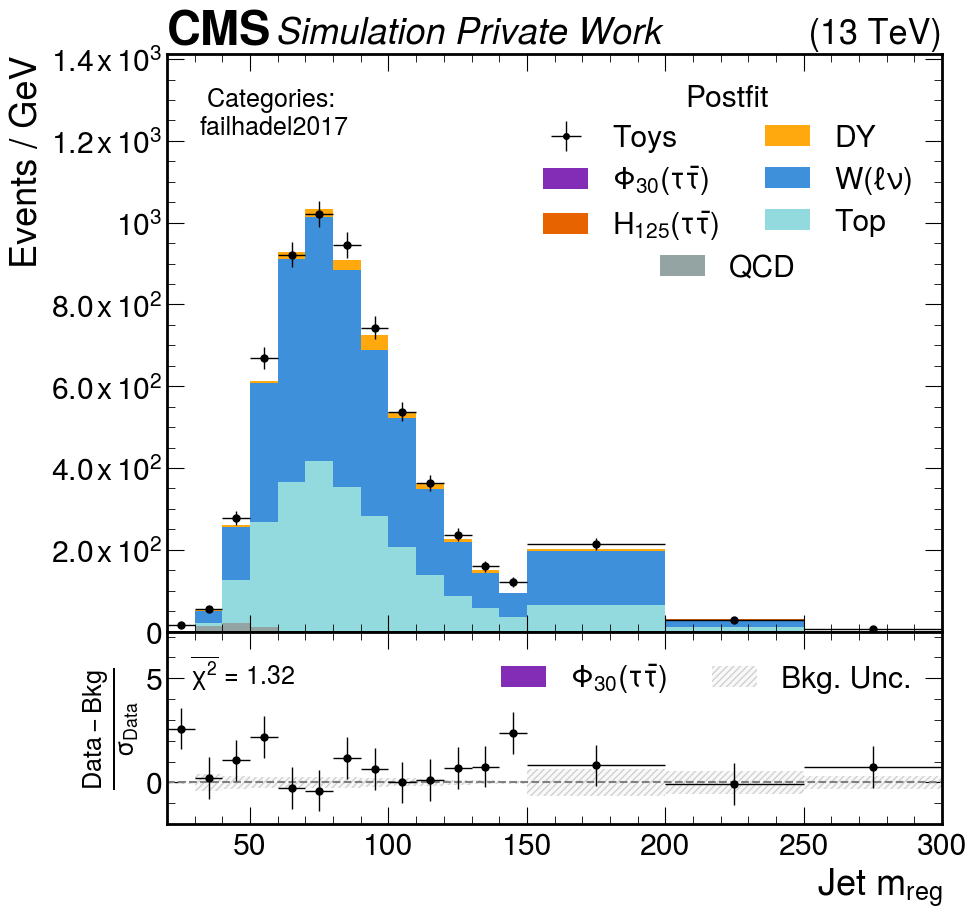 CMS Simulation Private Work (13 TeV)
Events / GeV
1.4 x 10³
1.2 x 10³
10³
8.0 x 10²
6.0 x 10²
4.0 x 10²
2.0 x 10²
0
Categories:
failhadel2017
Postfit
Toys
Φ₃₀(ττ̄)
H₁₂₅(ττ̄)
DY
W(ℓν)
Top
QCD
Data – Bkg
σData
5
0
χ² = 1.32
Φ₃₀(ττ̄)
Bkg. Unc.
50 100 150 200 250 300
Jet mreg